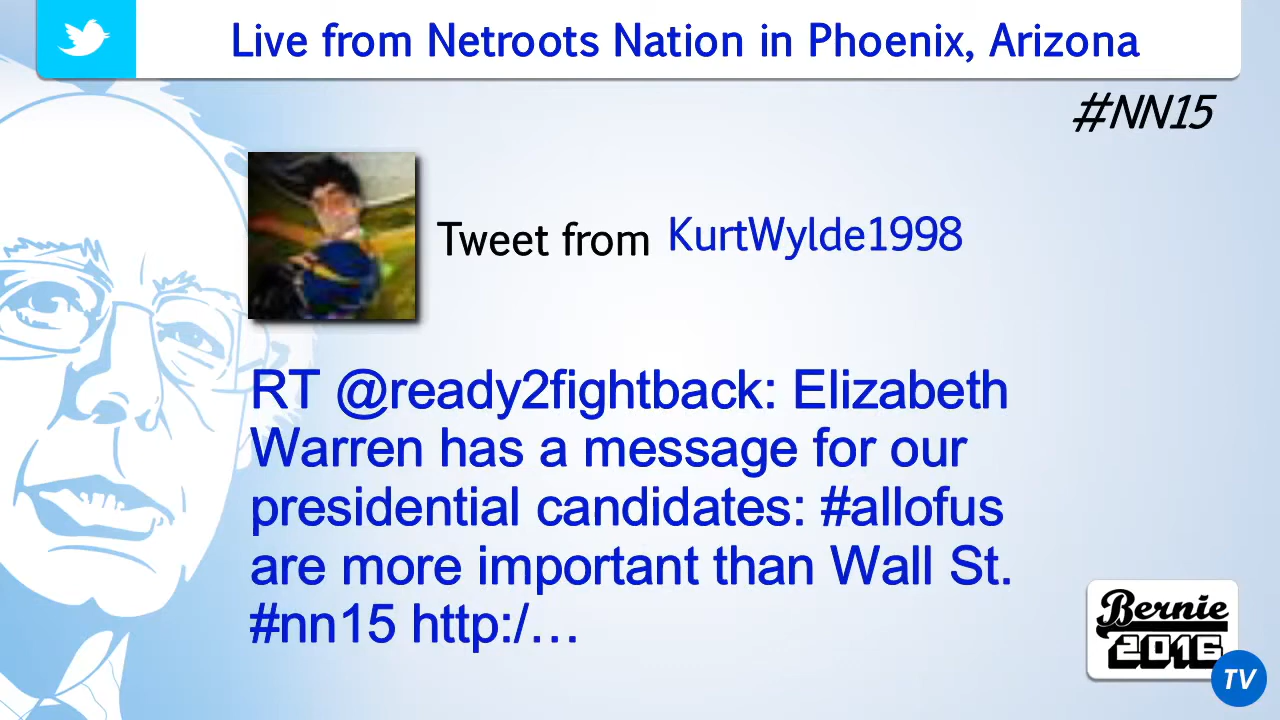 Live from Netroots Nation in Phoenix, Arizona
#NN15
Tweet from KurtWylde1998
RT @ready2fightback: Elizabeth
Warren has a message for our
presidential candidates: #allofus
are more important than Wall St.
#nn15 http:/…
Bernie
2016
TV